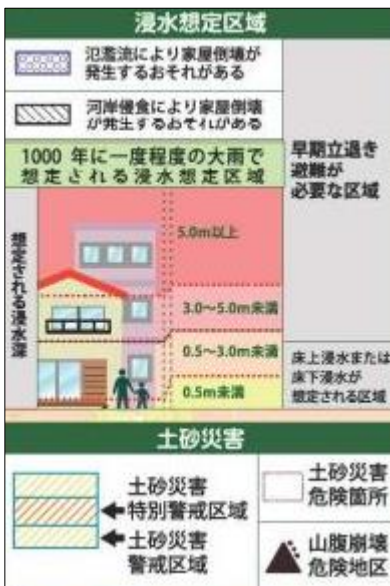 浸水想定区域
氾濫流により家屋倒壊が
発生するおそれがある
河岸侵食により家屋倒壊
が発生するおそれがある
1000年に一度程度の大雨で
想定される浸水想定区域
早期立退き
避難が
必要な区域
想定される浸水深
5.0m以上
3.0～5.0m未満
0.5～3.0m未満
0.5m未満
床上浸水または
床下浸水が
想定される区域
土砂災害
土砂災害
特別警戒区域
土砂災害
警戒区域
土砂災害
危険箇所
山腹崩壊
危険地区